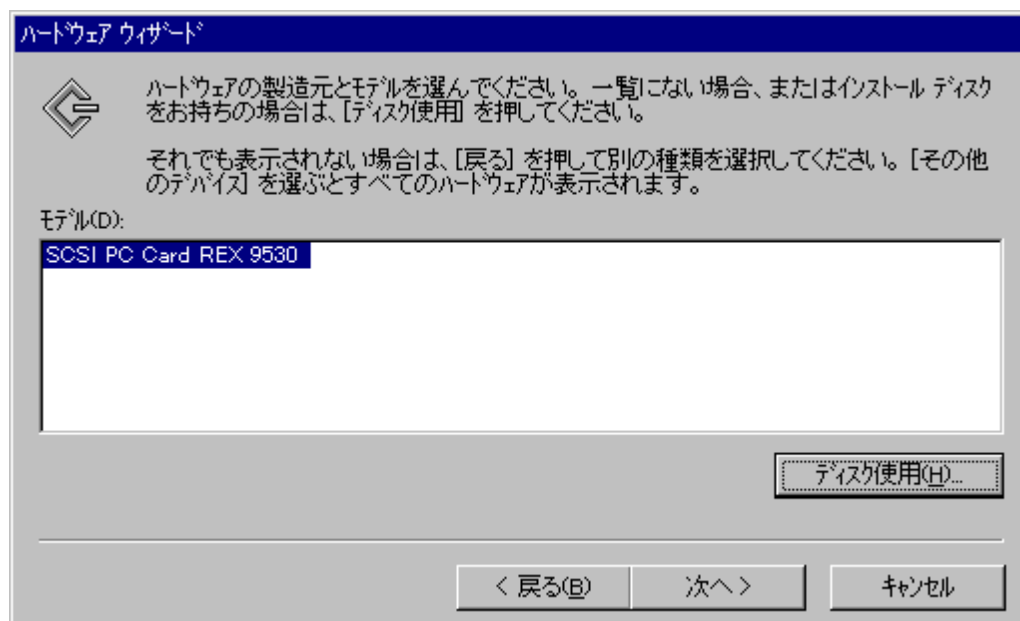 ハードウェア ウィザード
ハードウェアの製造元とモデルを選んでください。一覧にない場合、またはインストール ディスク
をお持ちの場合は、[ディスク使用] を押してください。
それでも表示されない場合は、[戻る] を押して別の種類を選択してください。[その他
のデバイス] を選ぶとすべてのハードウェアが表示されます。
モデル(D):
SCSI PC Card REX 9530
ディスク使用(H)...
< 戻る(B)
次へ >
キャンセル